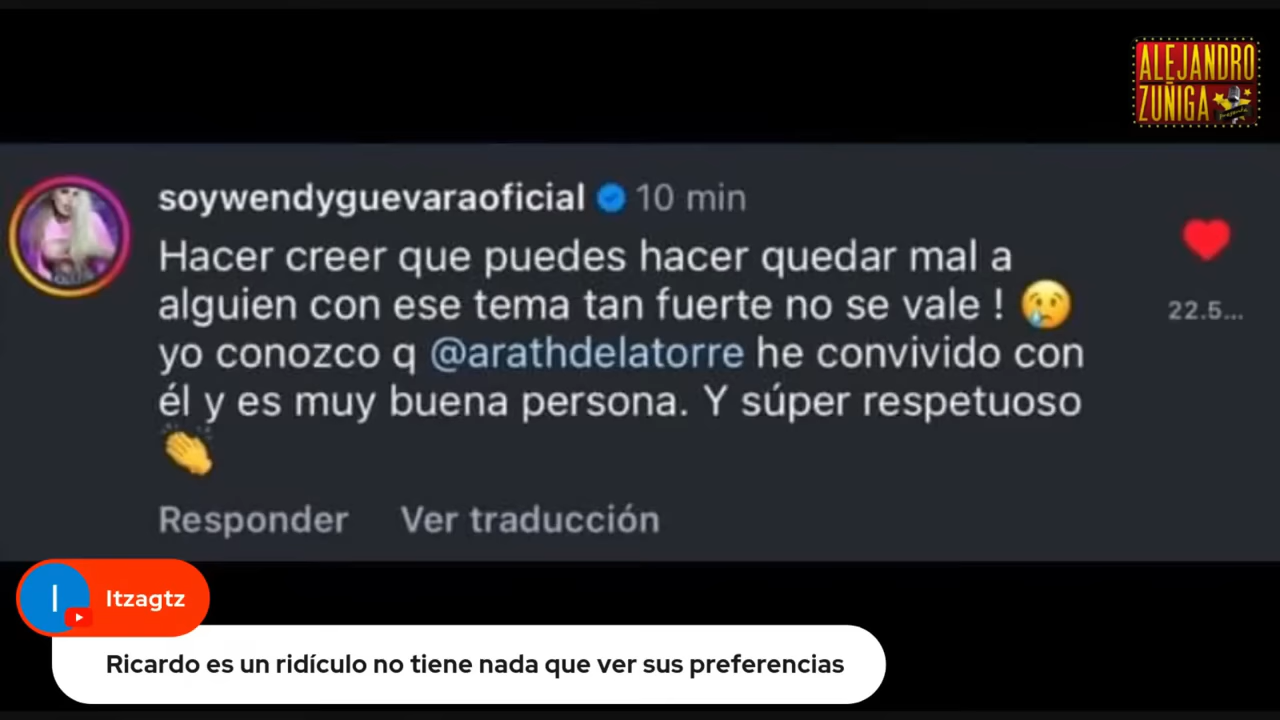 ALEJANDRO
ZUÑIGA
soywendyguevaraoficial 10 min
Hacer creer que puedes hacer quedar mal a
alguien con ese tema tan fuerte no se vale ! 😢
yo conozco q @arathdelatorre he convivido con
él y es muy buena persona. Y súper respetuoso
👏
22.5...
Responder Ver traducción
I
Itzagtz
Ricardo es un ridículo no tiene nada que ver sus preferencias